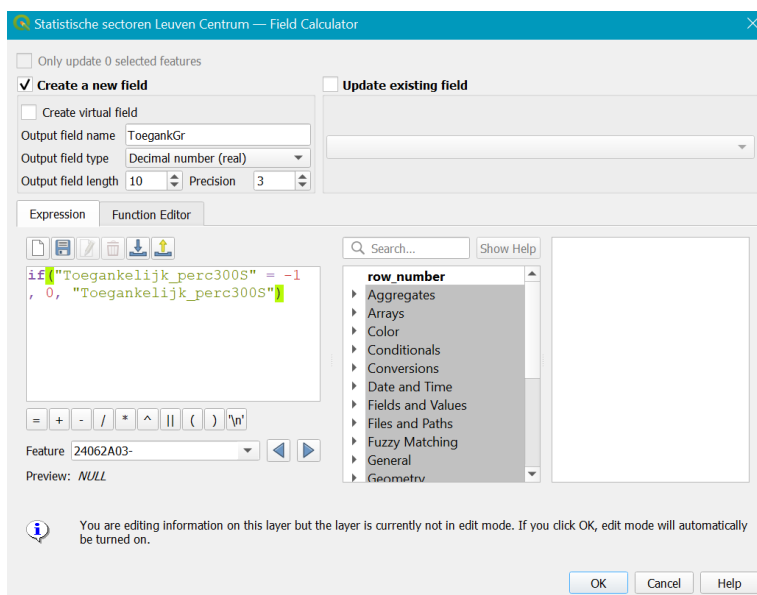 Statistische sectoren Leuven Centrum — Field Calculator
Only update 0 selected features
Create a new field
Update existing field
Create virtual field
Output field name ToegankGr
Output field type Decimal number (real)
Output field length 10 Precision 3
Expression Function Editor
Search... Show Help
if("Toegankelijk_perc300S" = -1
, 0, "Toegankelijk_perc300S")
row_number
Aggregates
Arrays
Color
Conditionals
Conversions
Date and Time
Fields and Values
Files and Paths
Fuzzy Matching
General
Geometry
= + - / * ^ || ( ) '\n'
Feature 24062A03-
Preview: NULL
You are editing information on this layer but the layer is currently not in edit mode. If you click OK, edit mode will automatically
be turned on.
OK Cancel Help